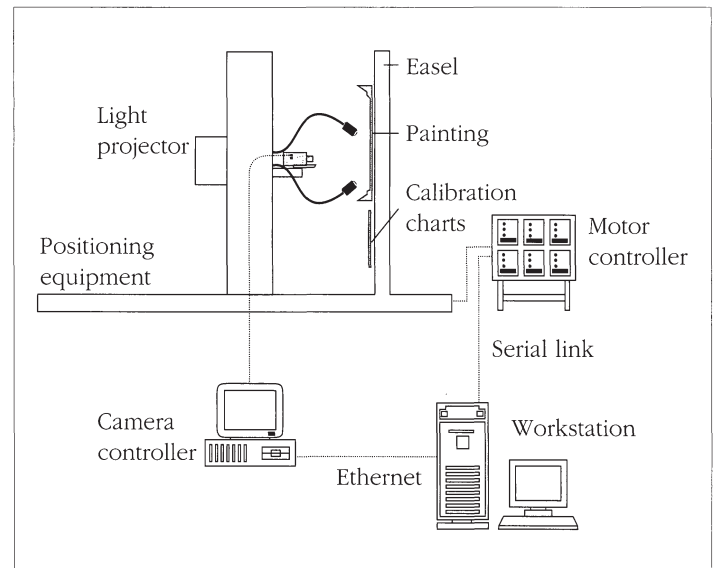 Easel
Light
projector
Painting
Calibration
charts
Positioning
equipment
Motor
controller
Serial link
Camera
controller
Ethernet
Workstation